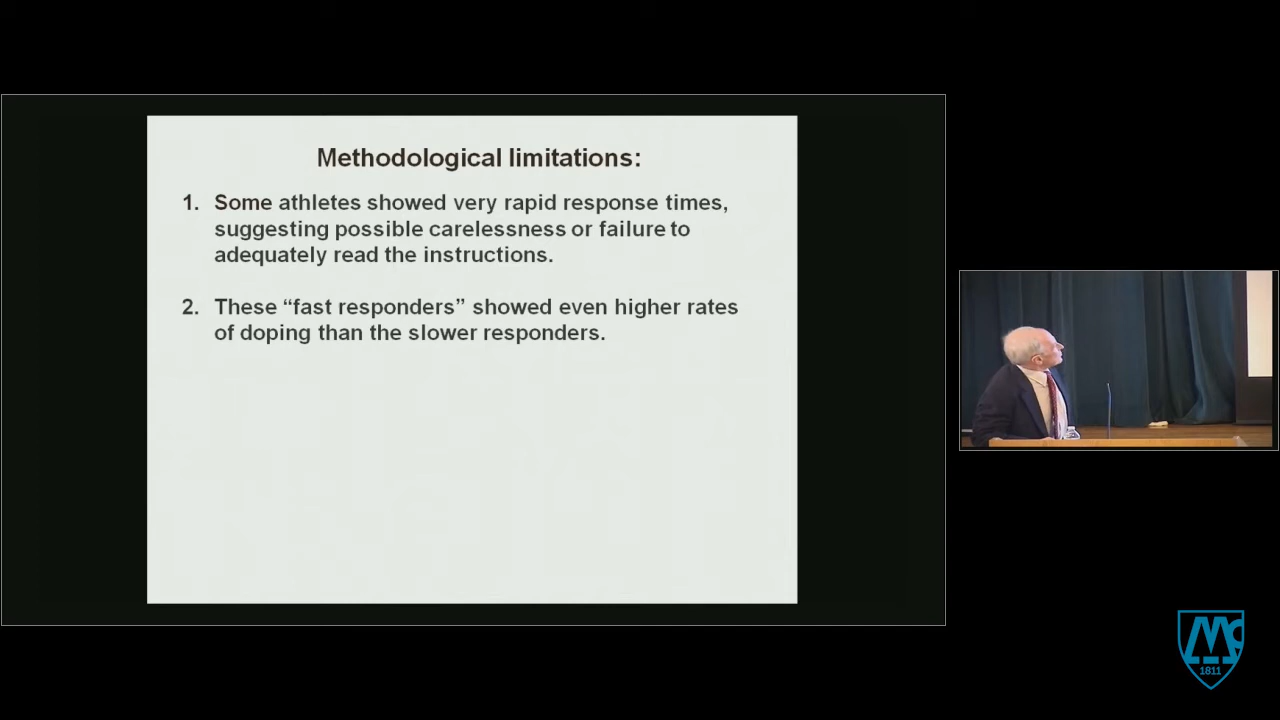 Methodological limitations:
1. Some athletes showed very rapid response times,
suggesting possible carelessness or failure to
adequately read the instructions.
2. These “fast responders” showed even higher rates
of doping than the slower responders.
Mc
1811